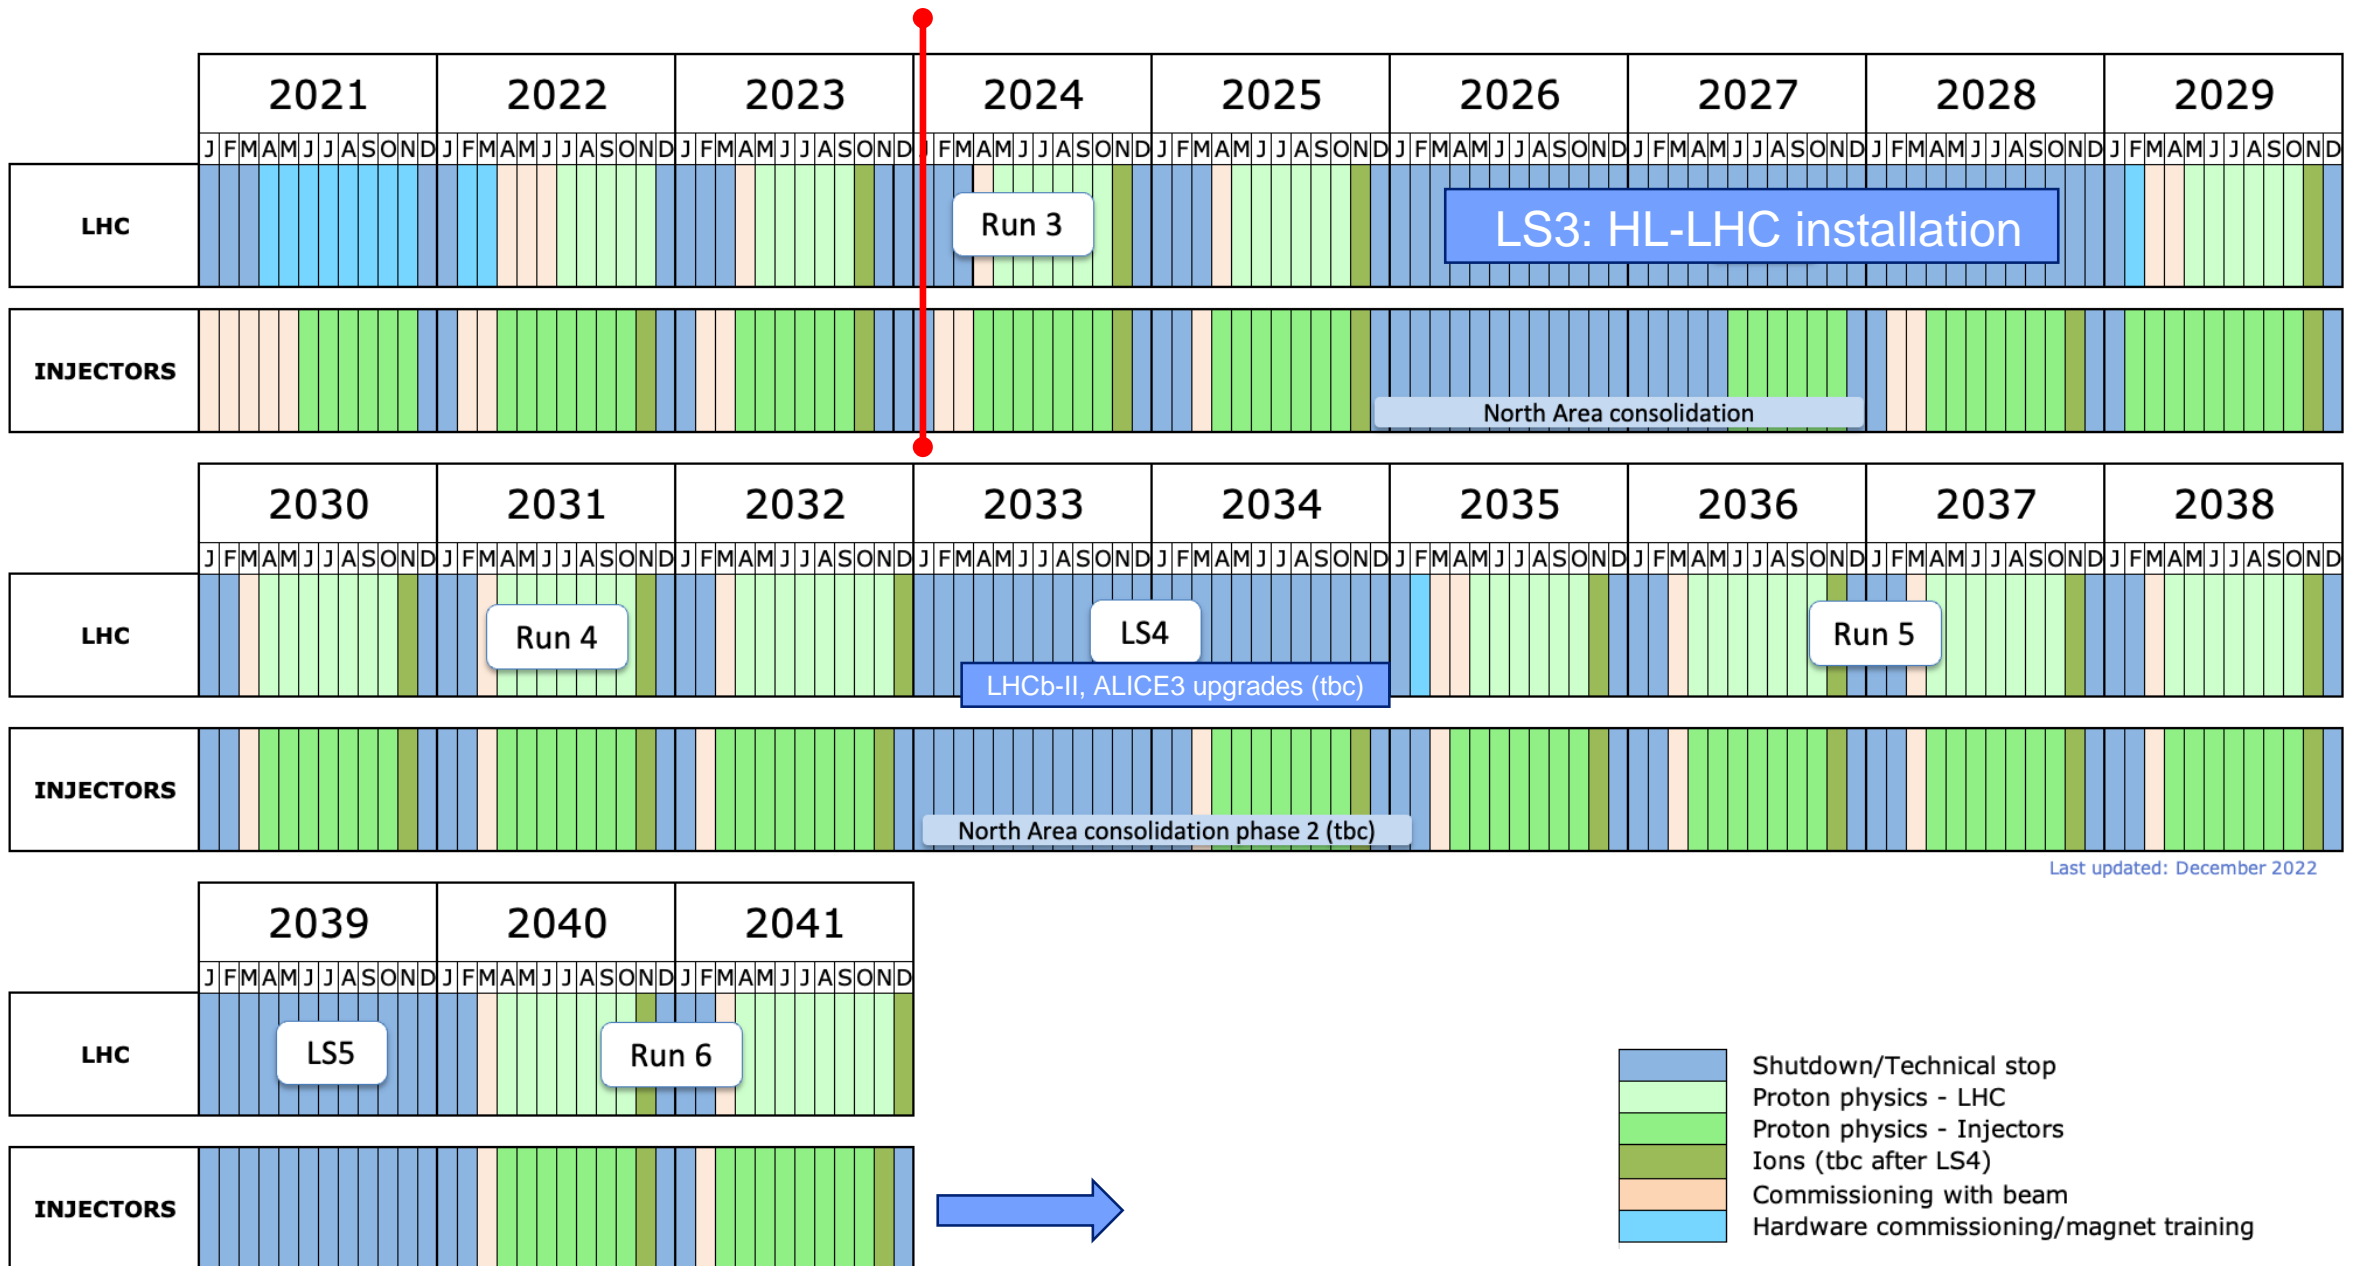 2021 2022 2023 2024 2025 2026 2027 2028 2029
J F M A M J J A S O N D J F M A M J J A S O N D J F M A M J J A S O N D F M A M J J A S O N D J F M A M J J A S O N D J F M A M J J A S O N D J F M A M J J A S O N D J F M A M J J A S O N D J F M A M J J A S O N D
LHC Run 3 LS3: HL-LHC installation
INJECTORS
North Area consolidation
2030 2031 2032 2033 2034 2035 2036 2037 2038
J F M A M J J A S O N D J F M A M J J A S O N D J F M A M J J A S O N D J F M A M J J A S O N D J F M A M J J A S O N D J F M A M J J A S O N D J F M A M J J A S O N D J F M A M J J A S O N D J F M A M J J A S O N D
LHC Run 4 LS4 Run 5
LHCb-II, ALICE3 upgrades (tbc)
INJECTORS
North Area consolidation phase 2 (tbc)
Last updated: December 2022
2039 2040 2041
J F M A M J J A S O N D J F M A M J J A S O N D J F M A M J J A S O N D
LHC LS5 Run 6
INJECTORS
Shutdown/Technical stop
Proton physics - LHC
Proton physics - Injectors
Ions (tbc after LS4)
Commissioning with beam
Hardware commissioning/magnet training